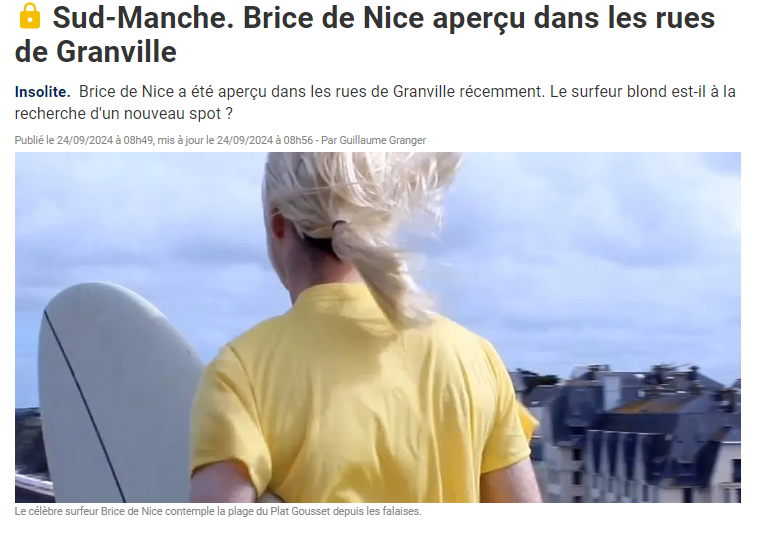 Sud-Manche. Brice de Nice aperçu dans les rues
de Granville
Insolite. Brice de Nice a été aperçu dans les rues de Granville récemment. Le surfeur blond est-il à la
recherche d'un nouveau spot ?
Publié le 24/09/2024 à 08h49, mis à jour le 24/09/2024 à 08h56 - Par Guillaume Granger
Le célèbre surfeur Brice de Nice contemple la plage du Plat Gousset depuis les falaises.